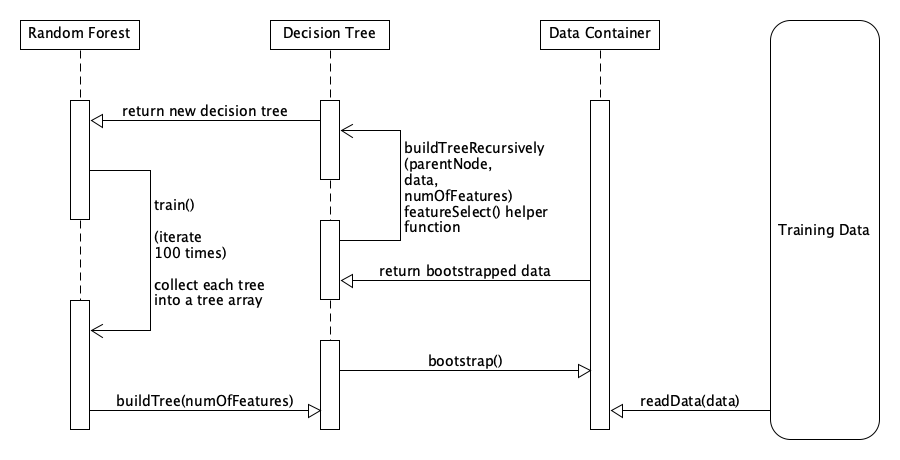 Random Forest
Decision Tree
Data Container
return new decision tree
buildTreeRecursively
(parentNode,
data,
numOfFeatures)
featureSelect() helper
function
train()
(iterate
100 times)
collect each tree
into a tree array
Training Data
return bootstrapped data
bootstrap()
buildTree(numOfFeatures)
readData(data)